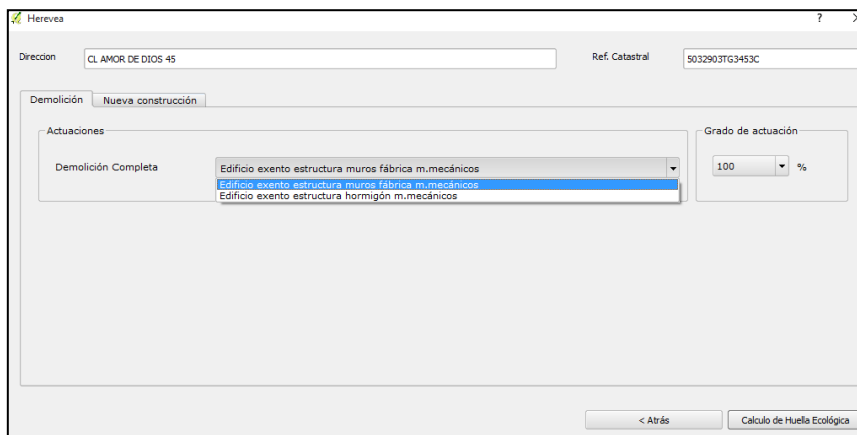 Herevea ?
Direccion CL AMOR DE DIOS 45 Ref. Catastral 5032903TG3453C
Demolición Nueva construcción
Actuaciones Grado de actuación
Demolición Completa Edificio exento estructura muros fábrica m.mecánicos 100 %
Edificio exento estructura muros fábrica m.mecánicos
Edificio exento estructura hormigón m.mecánicos
< Atrás Calculo de Huella Ecológica